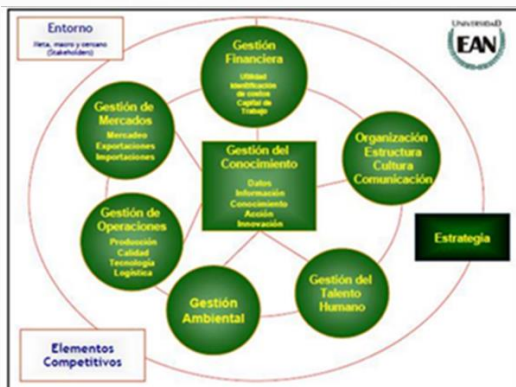 Entorno
Meta, macro y cercano
(Stakeholders)
UNIVERSIDAD
EAN
Gestión
Financiera
Utilidad
Identificación
de costos
Capital de
Trabajo
Gestión de
Mercados
Mercadeo
Exportaciones
Importaciones
Gestión del
Conocimiento
Datos
Información
Conocimiento
Acción
Innovación
Organización
Estructura
Cultura
Comunicación
Gestión de
Operaciones
Producción
Calidad
Tecnología
Logística
Estrategia
Gestión
Ambiental
Gestión del
Talento
Humano
Elementos
Competitivos